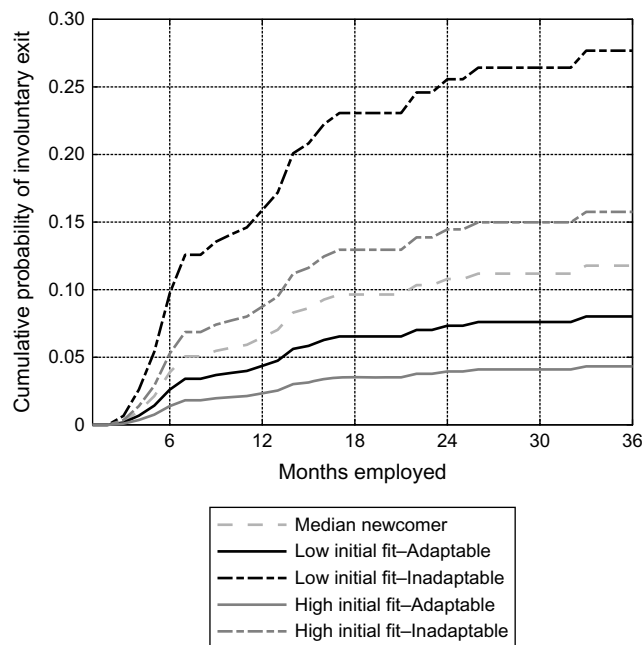 Cumulative probability of involuntary exit
0.30
0.25
0.20
0.15
0.10
0.05
0
6
12
18
24
30
36
Months employed
Median newcomer
Low initial fit–Adaptable
Low initial fit–Inadaptable
High initial fit–Adaptable
High initial fit–Inadaptable